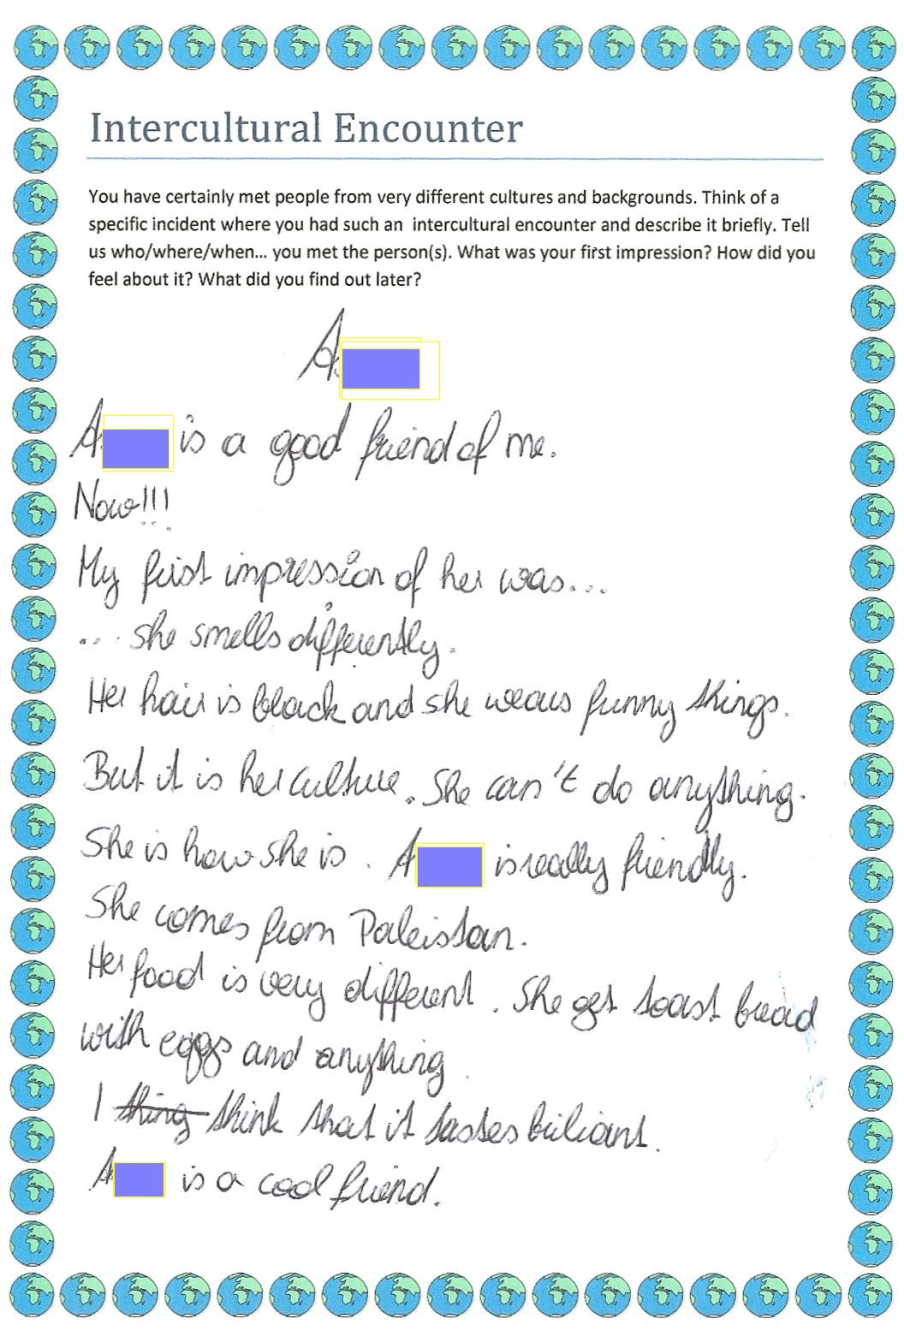 Intercultural Encounter
You have certainly met people from very different cultures and backgrounds. Think of a
specific incident where you had such an intercultural encounter and describe it briefly. Tell
us who/where/when... you met the person(s). What was your first impression? How did you
feel about it? What did you find out later?
A
A is a good friend of me.
Now!!!
My first impression of her was...
... she smells differently.
Her hair is black and she wears funny things.
But it is her culture. She can't do anything.
She is how she is. A is really friendly.
She comes from Pakistan.
Her food is very different. She get toast bread
with eggs and anything
I thing think that it tastes briliant.
A is a cool friend.